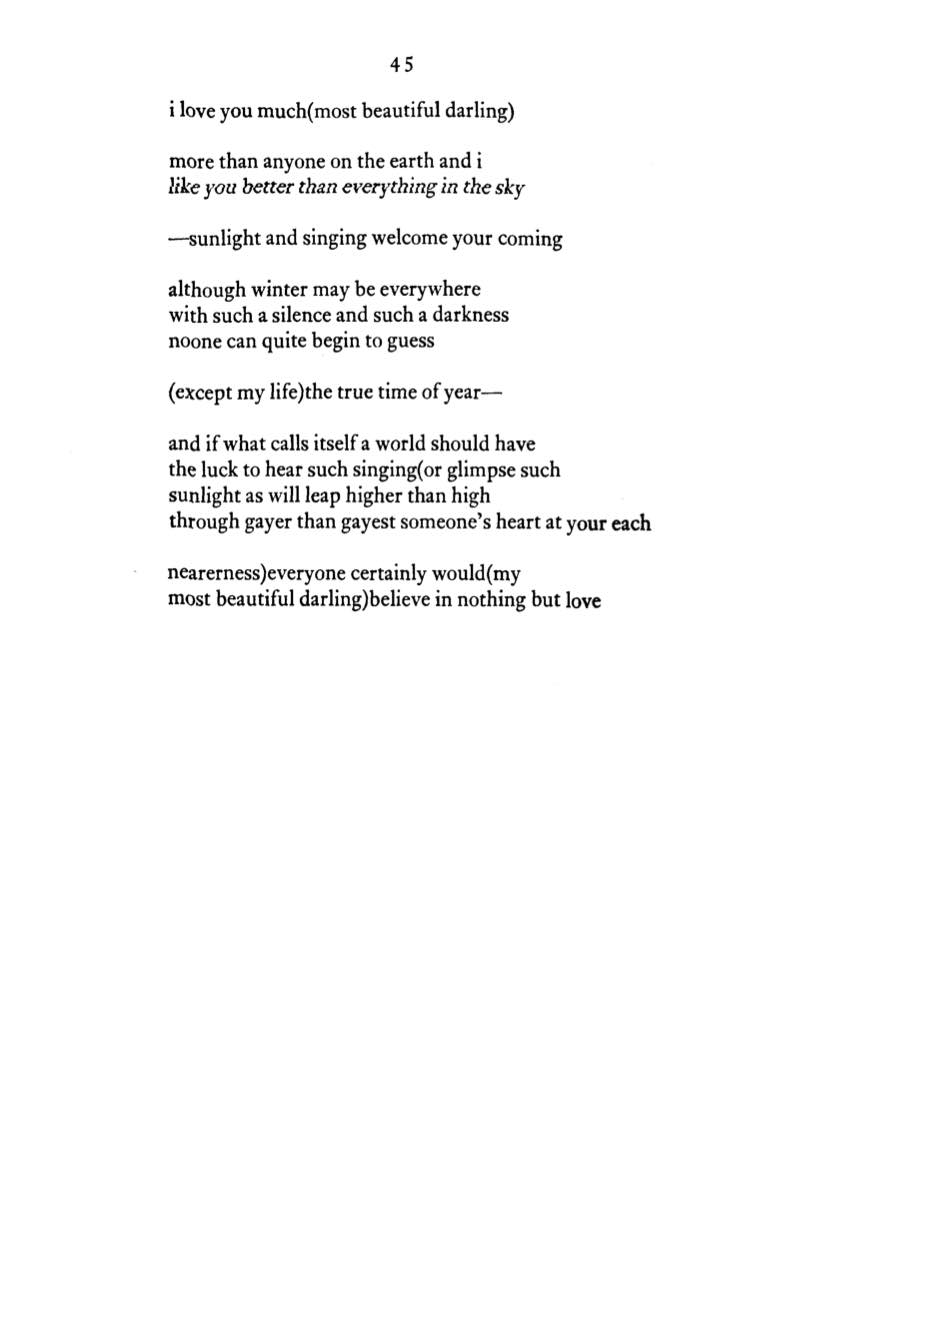 45
i love you much(most beautiful darling)
more than anyone on the earth and i
like you better than everything in the sky
—sunlight and singing welcome your coming
although winter may be everywhere
with such a silence and such a darkness
noone can quite begin to guess
(except my life)the true time of year—
and if what calls itself a world should have
the luck to hear such singing(or glimpse such
sunlight as will leap higher than high
through gayer than gayest someone's heart at your each
nearerness)everyone certainly would(my
most beautiful darling)believe in nothing but love